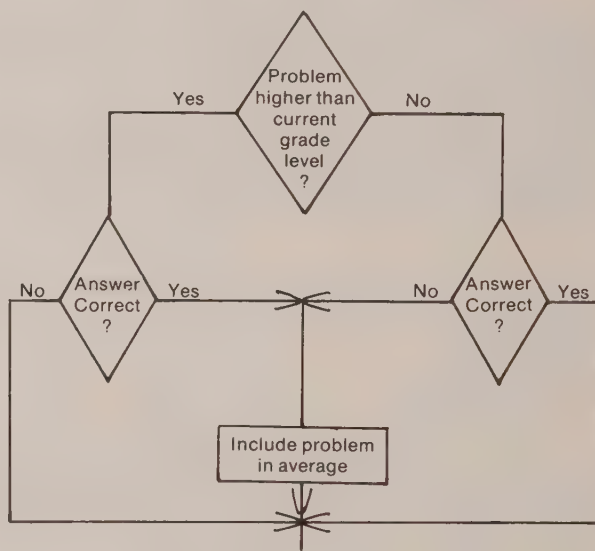 Problem
higher than
current
grade
level
?
Yes
No
Answer
Correct
?
No
Yes
Answer
Correct
?
No
Yes
Include problem
in average